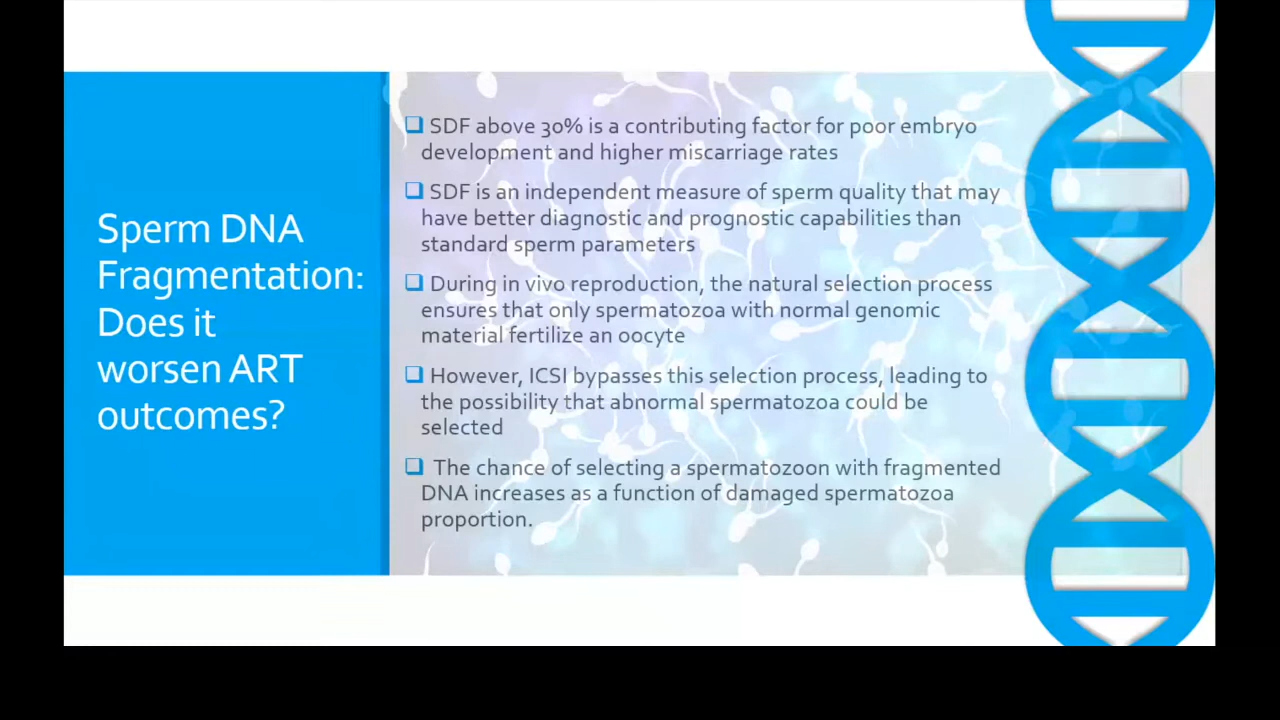 Sperm DNA
Fragmentation:
Does it
worsen ART
outcomes?
SDF above 30% is a contributing factor for poor embryo
development and higher miscarriage rates
SDF is an independent measure of sperm quality that may
have better diagnostic and prognostic capabilities than
standard sperm parameters
During in vivo reproduction, the natural selection process
ensures that only spermatozoa with normal genomic
material fertilize an oocyte
However, ICSI bypasses this selection process, leading to
the possibility that abnormal spermatozoa could be
selected
The chance of selecting a spermatozoon with fragmented
DNA increases as a function of damaged spermatozoa
proportion.